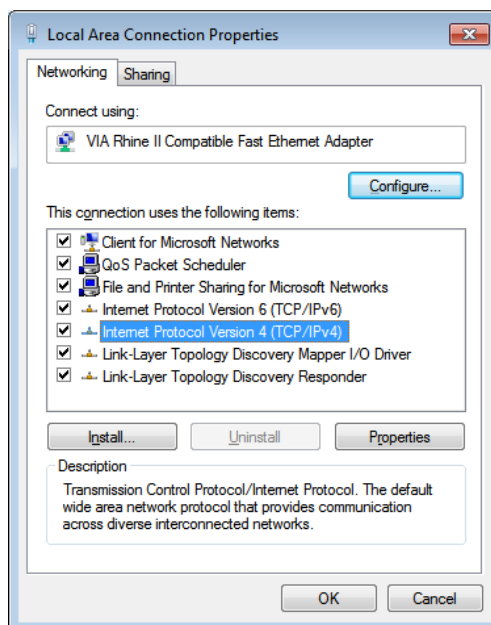 Local Area Connection Properties
Networking
Sharing
Connect using:
VIA Rhine II Compatible Fast Ethernet Adapter
Configure...
This connection uses the following items:
Client for Microsoft Networks
QoS Packet Scheduler
File and Printer Sharing for Microsoft Networks
Internet Protocol Version 6 (TCP/IPv6)
Internet Protocol Version 4 (TCP/IPv4)
Link-Layer Topology Discovery Mapper I/O Driver
Link-Layer Topology Discovery Responder
Install...
Uninstall
Properties
Description
Transmission Control Protocol/Internet Protocol. The default
wide area network protocol that provides communication
across diverse interconnected networks.
OK
Cancel